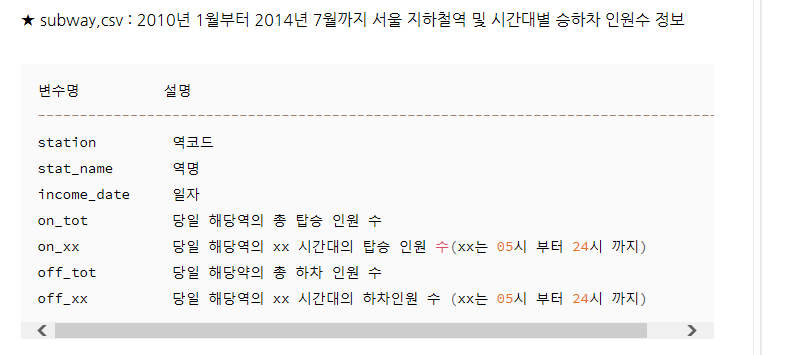 ★ subway,csv : 2010년 1월부터 2014년 7월까지 서울 지하철역 및 시간대별 승하차 인원수 정보
변수명 설명
station 역코드
stat_name 역명
income_date 일자
on_tot 당일 해당역의 총 탑승 인원 수
on_xx 당일 해당역의 xx 시간대의 탑승 인원 수(xx는 05시 부터 24시 까지)
off_tot 당일 해당약의 총 하차 인원 수
off_xx 당일 해당역의 xx 시간대의 하차인원 수 (xx는 05시 부터 24시 까지)